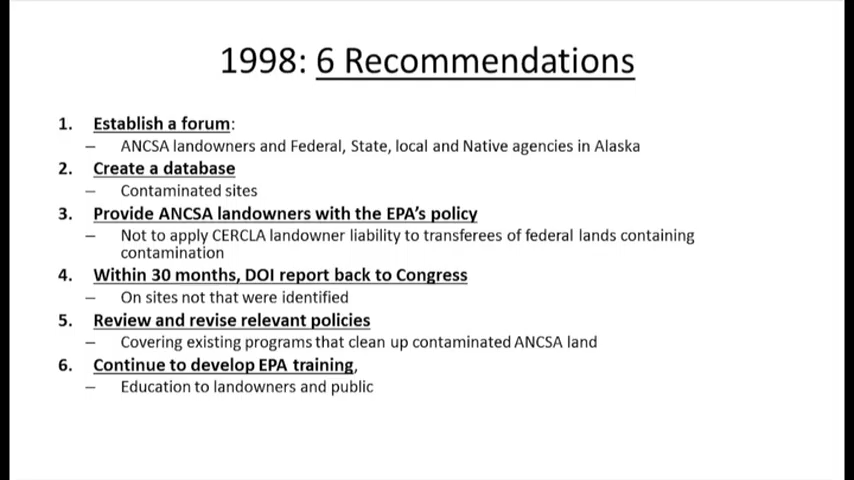 1998: 6 Recommendations
1. Establish a forum:
– ANCSA landowners and Federal, State, local and Native agencies in Alaska
2. Create a database
– Contaminated sites
3. Provide ANCSA landowners with the EPA’s policy
– Not to apply CERCLA landowner liability to transferees of federal lands containing
contamination
4. Within 30 months, DOI report back to Congress
– On sites not that were identified
5. Review and revise relevant policies
– Covering existing programs that clean up contaminated ANCSA land
6. Continue to develop EPA training,
– Education to landowners and public